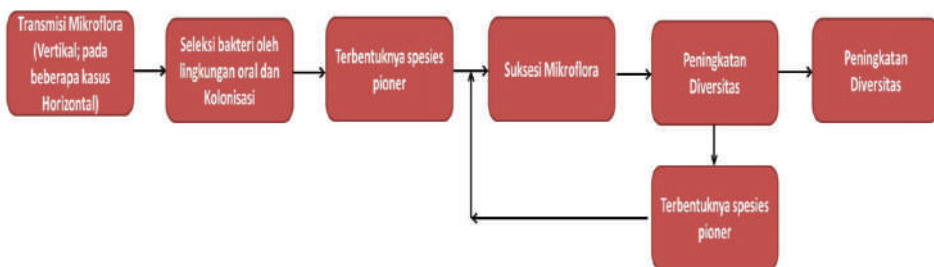 Transmisi Mikroflora
(Vertikal; pada
beberapa kasus
Horizontal)
Seleksi bakteri oleh
lingkungan oral dan
Kolonisasi
Terbentuknya spesies
pioner
Suksesi Mikroflora
Peningkatan
Diversitas
Peningkatan
Diversitas
Terbentuknya spesies
pioner